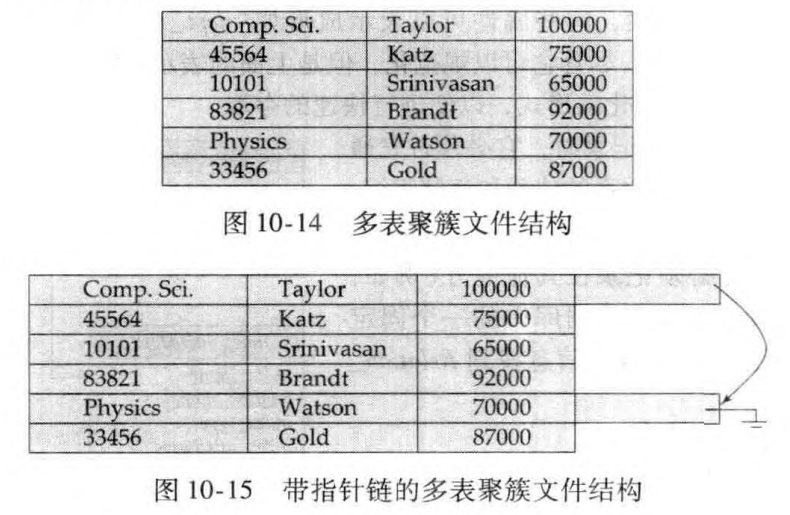 Comp. Sci. Taylor 100000
45564 Katz 75000
10101 Srinivasan 65000
83821 Brandt 92000
Physics Watson 70000
33456 Gold 87000
图 10-14 多表聚簇文件结构
Comp. Sci. Taylor 100000
45564 Katz 75000
10101 Srinivasan 65000
83821 Brandt 92000
Physics Watson 70000
33456 Gold 87000
图 10-15 带指针链的多表聚簇文件结构